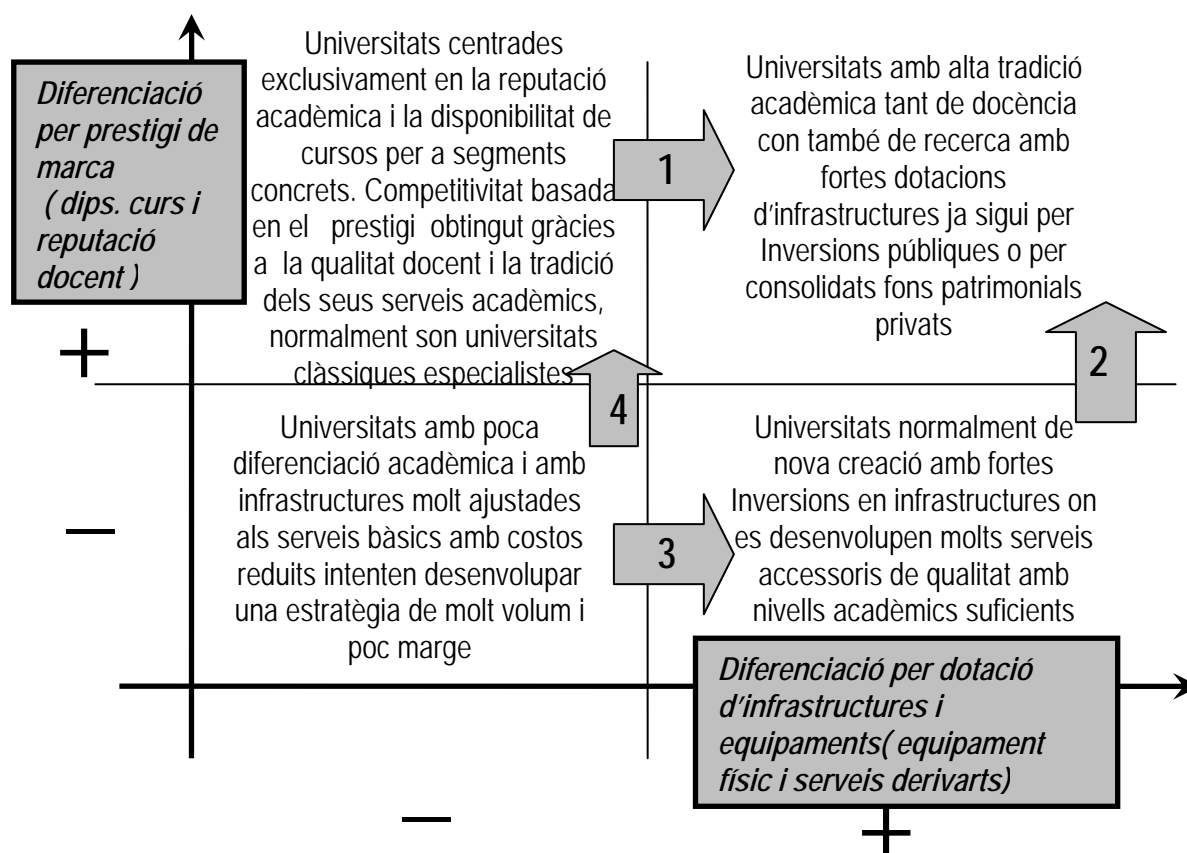 Diferenciació
per prestigi de
marca
( dips. curs i
reputació
docent )
Universitats centrades
exclusivament en la reputació
acadèmica i la disponibilitat de
cursos per a segments
concrets. Competitivitat basada
en el prestigi obtingut gràcies
a la qualitat docent i la tradició
dels seus serveis acadèmics,
normalment son universitats
clàssiques especialistes
1
Universitats amb alta tradició
acadèmica tant de docència
con també de recerca amb
fortes dotacions
d'infrastructures ja sigui per
Inversions públiques o per
consolidats fons patrimonials
privats
2
+
4
Universitats amb poca
diferenciació acadèmica i amb
infrastructures molt ajustades
als serveis bàsics amb costos
reduits intenten desenvolupar
una estratègia de molt volum i
poc marge
—
3
Universitats normalment de
nova creació amb fortes
Inversions en infrastructures on
es desenvolupen molts serveis
accessoris de qualitat amb
nivells acadèmics suficients
Diferenciació per dotació
d'infrastructures i
equipaments( equipament
físic i serveis derivarts)
—
+